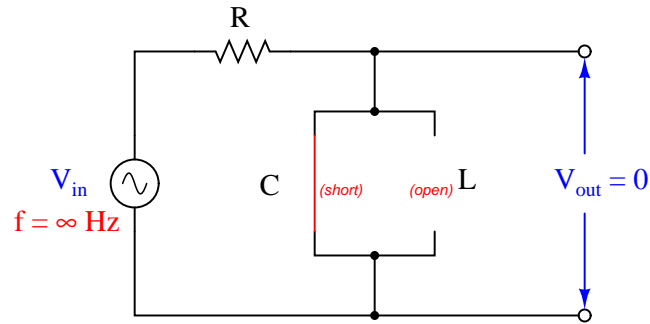 R
C
(short)
(open)
L
V_in
f = ∞ Hz
V_out = 0